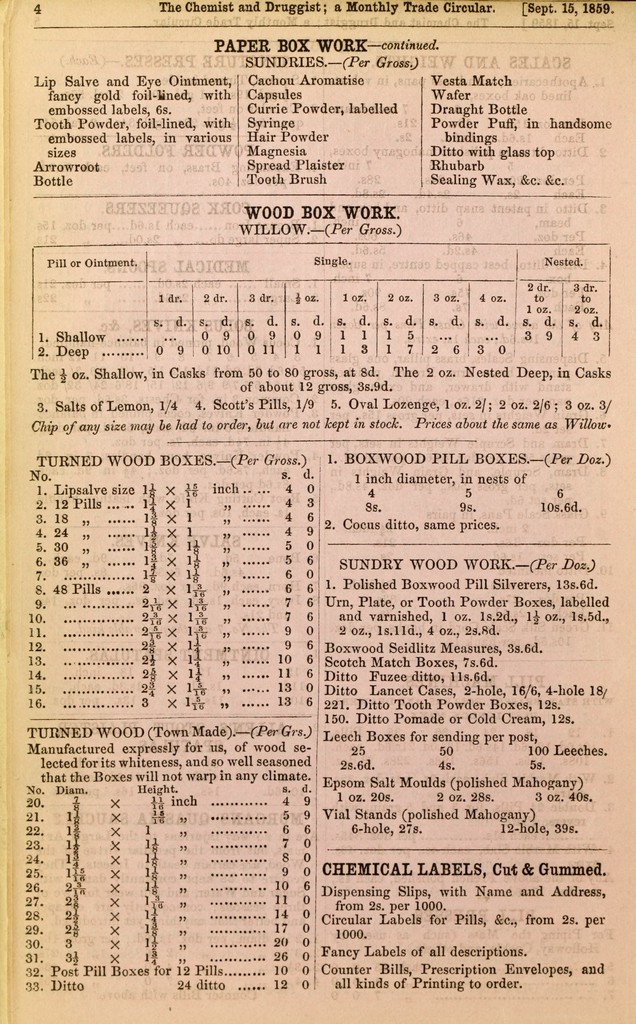 4 The Chemist and Druggist; a Monthly Trade Circular. [Sept. 15, 1859.
PAPER BOX WORK—continued.
SUNDRIES.—(Per Gross.)
Lip Salve and Eye Ointment,
fancy gold foil-lined, with
embossed labels, 6s.
Tooth Powder, foil-lined, with
embossed labels, in various
sizes
Arrowroot
Bottle
Cachou Aromatise
Capsules
Currie Powder, labelled
Syringe
Hair Powder
Magnesia
Spread Plaister
Tooth Brush
Vesta Match
Wafer
Draught Bottle
Powder Puff, in handsome
bindings
Ditto with glass top
Rhubarb
Sealing Wax, &c. &c.
WOOD BOX WORK.
WILLOW.—(Per Gross.)
Pill or Ointment. Single. Nested.
1 dr. 2 dr. 3 dr. ½ oz. 1 oz. 2 oz. 3 oz. 4 oz. 2 dr. to 1 oz. 3 dr. to 2 oz.
s. d. s. d. s. d. s. d. s. d. s. d. s. d. s. d. s. d. s. d.
1. Shallow ...... ... 0 9 0 9 0 9 1 1 1 5 ... ... 3 9 4 3
2. Deep ......... 0 9 0 10 0 11 1 1 1 3 1 7 2 6 3 0
The ½ oz. Shallow, in Casks from 50 to 80 gross, at 8d. The 2 oz. Nested Deep, in Casks
of about 12 gross, 3s.9d.
3. Salts of Lemon, 1/4 4. Scott's Pills, 1/9 5. Oval Lozenge, 1 oz. 2/; 2 oz. 2/6; 3 oz. 3/
Chip of any size may be had to order, but are not kept in stock. Prices about the same as Willow.
TURNED WOOD BOXES.—(Per Gross.)
No. s. d.
1. Lipsalve size 1⅛ × 15/16 inch ...... 4 0
2. 12 Pills ...... 1¼ × 1 „ ...... 4 3
3. 18 „ ...... 1⅜ × 1 „ ...... 4 6
4. 24 „ ...... 1½ × 1 „ ...... 4 9
5. 30 „ ...... 1⅝ × 1⅛ „ ...... 5 0
6. 36 „ ...... 1¾ × 1⅛ „ ...... 5 6
7. ............... 1⅞ × 1⅛ „ ...... 6 0
8. 48 Pills ...... 2 × 1 3/16 „ ...... 6 6
9. ............... 2 1/16 × 1 3/16 „ ...... 7 6
10. ............... 2 3/16 × 1 3/16 „ ...... 7 6
11. ............... 2 5/16 × 1 3/16 „ ...... 9 0
12. ............... 2⅜ × 1¼ „ ...... 9 6
13. ............... 2½ × 1¼ „ ...... 10 6
14. ............... 2⅝ × 1¼ „ ...... 11 6
15. ............... 2¾ × 1 5/16 „ ...... 13 0
16. ............... 3 × 1 5/16 „ ...... 13 6
TURNED WOOD (Town Made).—(Per Grs.)
Manufactured expressly for us, of wood se-
lected for its whiteness, and so well seasoned
that the Boxes will not warp in any climate.
No. Diam. Height. s. d.
20. ⅞ × 11/16 inch ............ 4 9
21. 1⅛ × 15/16 „ ............ 5 9
22. × 1 „ ............ 6 6
23. × 1⅛ „ ............ 7 0
24. 1¾ × 1⅛ „ ............ 8 0
25. 1 15/16 × 1⅛ „ ............ 9 0
26. 2 3/16 × 1⅛ „ ............ 10 6
27. 2⅜ × 1 3/16 „ ............ 11 0
28. 2½ × 1¼ „ ............ 14 0
29. × „ ............ 17 0
30. 3 × 1½ „ ............ 20 0
31. 3½ × 1¾ „ ............ 26 0
32. Post Pill Boxes for 12 Pills......... 10 0
33. Ditto 24 ditto ...... 12 0
1. BOXWOOD PILL BOXES.—(Per Doz.)
1 inch diameter, in nests of
4 5 6
8s. 9s. 10s.6d.
2. Cocus ditto, same prices.
SUNDRY WOOD WORK.—(Per Doz.)
1. Polished Boxwood Pill Silverers, 13s.6d.
Urn, Plate, or Tooth Powder Boxes, labelled
and varnished, 1 oz. 1s.2d., 1½ oz., 1s.5d.,
2 oz., 1s.11d., 4 oz., 2s.8d.
Boxwood Seidlitz Measures, 3s.6d.
Scotch Match Boxes, 7s.6d.
Ditto Fuzee ditto, 11s.6d.
Ditto Lancet Cases, 2-hole, 16/6, 4-hole 18/
221. Ditto Tooth Powder Boxes, 12s.
150. Ditto Pomade or Cold Cream, 12s.
Leech Boxes for sending per post,
25 50 100 Leeches.
2s.6d. 4s. 5s.
Epsom Salt Moulds (polished Mahogany)
1 oz. 20s. 2 oz. 28s. 3 oz. 40s.
Vial Stands (polished Mahogany)
6-hole, 27s. 12-hole, 39s.
CHEMICAL LABELS, Cut & Gummed.
Dispensing Slips, with Name and Address,
from 2s. per 1000.
Circular Labels for Pills, &c., from 2s. per
1000.
Fancy Labels of all descriptions.
Counter Bills, Prescription Envelopes, and
all kinds of Printing to order.